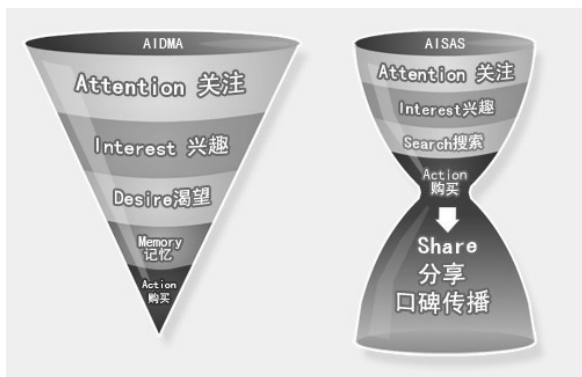 AIDMA
Attention 关注
Interest 兴趣
Desire渴望
Memory
记忆
Action
购买
AISAS
Attention 关注
Interest兴趣
Search搜索
Action
购买
Share
分享
口碑传播